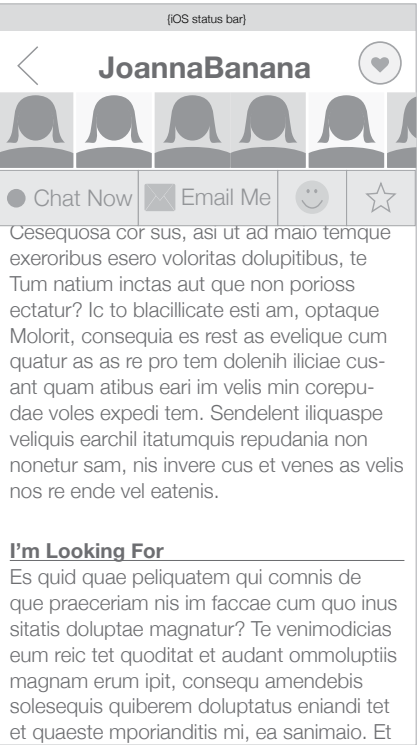 {iOS status bar}
JoannaBanana
Chat Now Email Me
Cesequosa cor sus, asi ut ad maio temque
exeroribus esero voloritas dolupitibus, te
Tum natium inctas aut que non porioss
ectatur? Ic to blacillicate esti am, optaque
Molorit, consequia es rest as evelique cum
quatur as as re pro tem dolenih iliciae cus-
ant quam atibus eari im velis min corepu-
dae voles expedi tem. Sendelent iliquaspe
veliquis earchil itatumquis repudania non
nonetur sam, nis invere cus et venes as velis
nos re ende vel eatenis.
I'm Looking For
Es quid quae peliquatem qui comnis de
que praeceriam nis im faccae cum quo inus
sitatis doluptae magnatur? Te venimodicias
eum reic tet quoditat et audant ommoluptiis
magnam erum ipit, consequ amendebis
solesequis quiberem doluptatus eniandi tet
et quaeste mporianditis mi, ea sanimaio. Et